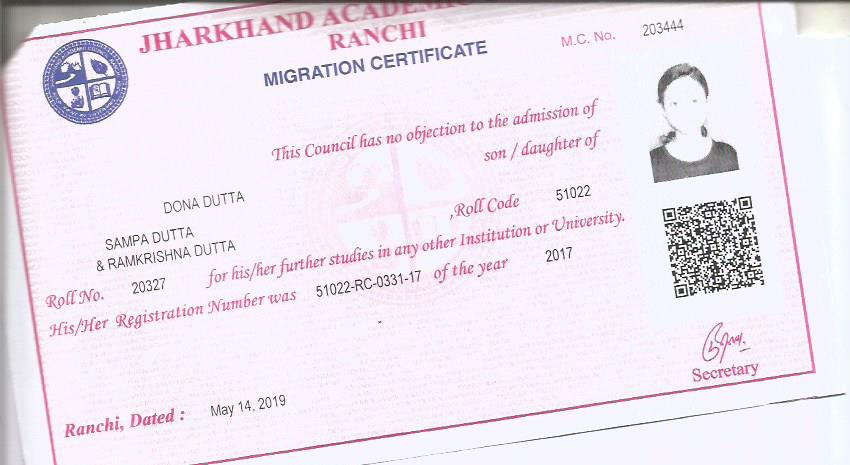 JHARKHAND ACADEMIC
RANCHI
MIGRATION CERTIFICATE
M.C. No. 203444
This Council has no objection to the admission of
DONA DUTTA son / daughter of
SAMPA DUTTA
& RAMKRISHNA DUTTA ,Roll Code 51022
Roll No. 20327 for his/her further studies in any other Institution or University.
His/Her Registration Number was 51022-RC-0331-17 of the year 2017
Secretary
Ranchi, Dated : May 14, 2019